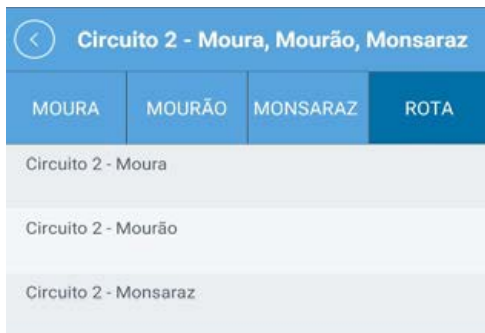 Circuito 2 - Moura, Mourão, Monsaraz
MOURA MOURÃO MONSARAZ ROTA
Circuito 2 - Moura
Circuito 2 - Mourão
Circuito 2 - Monsaraz